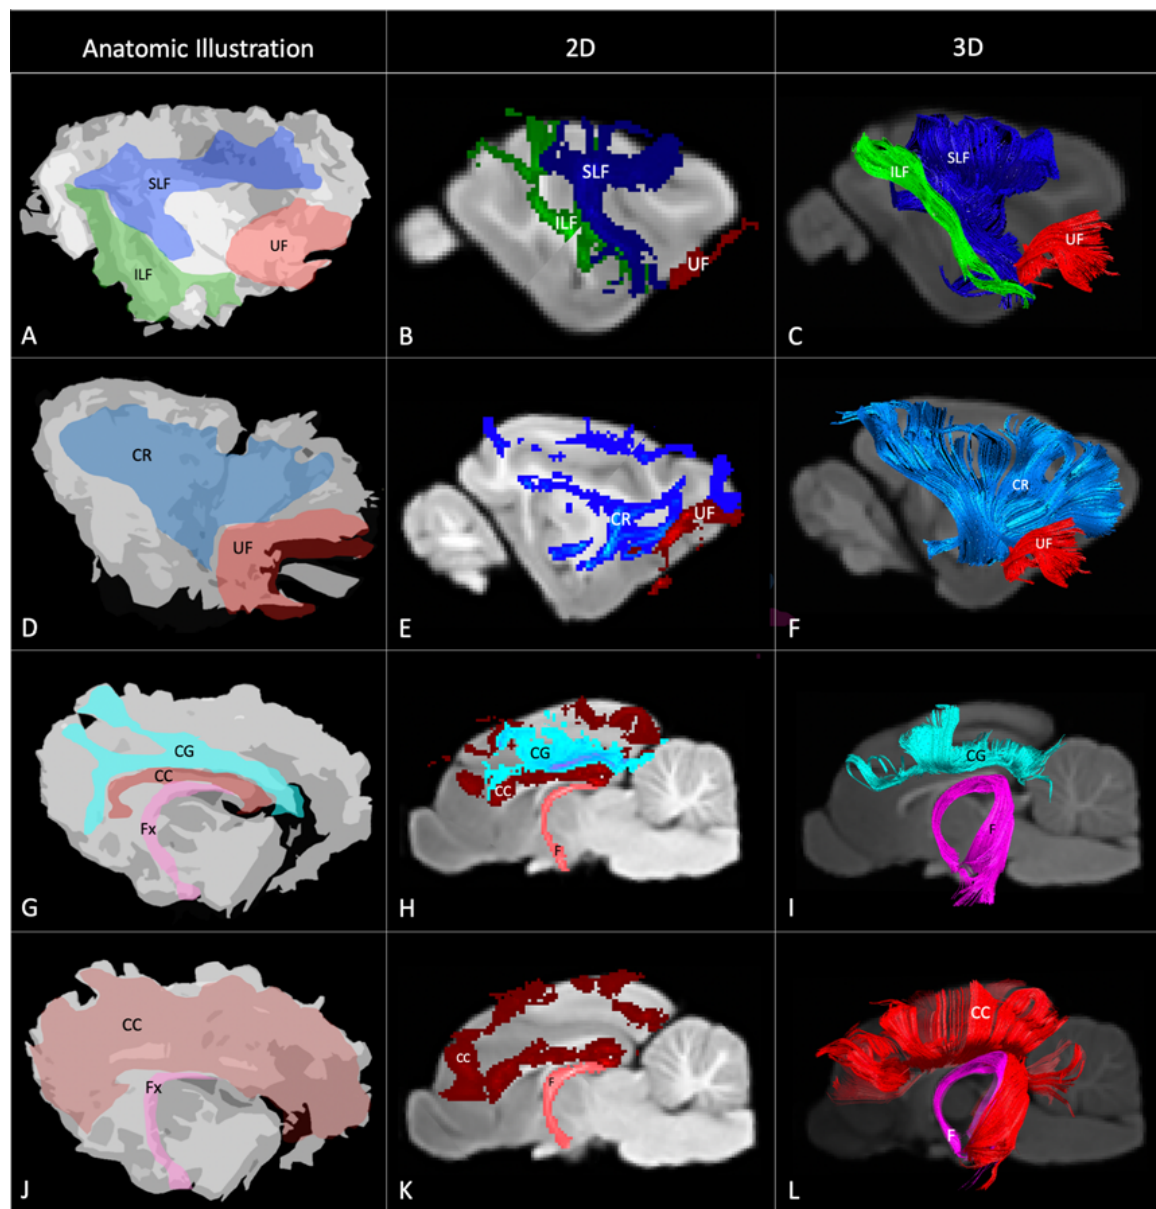 Anatomic Illustration 2D 3D
SLF
UF
ILF
A
SLF
ILF
UF
B
ILF
SLF
UF
C
CR
UF
D
CR
UF
E
CR
UF
F
CG
CC
Fx
G
CG
CC
F
H
CG
F
I
CC
Fx
J
CC
F
K
CC
F
L